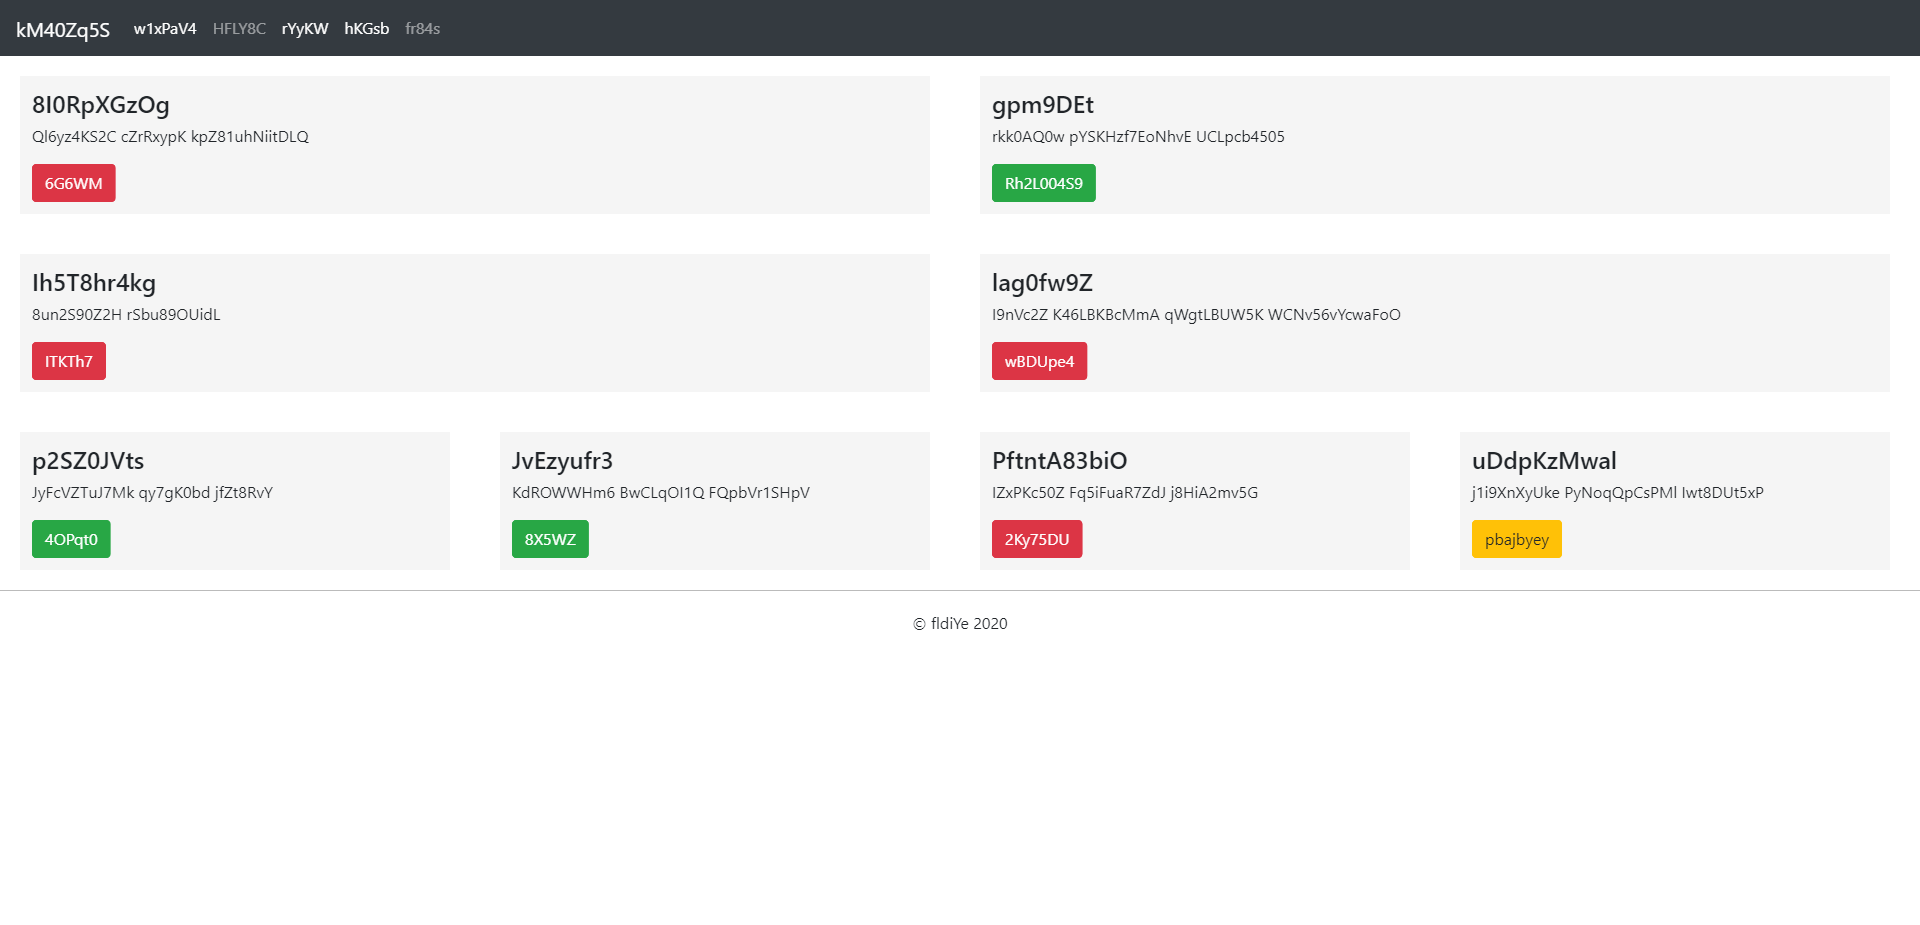 kM40Zq5S w1xPaV4 HFLY8C rYyKW hKGsb fr84s
8I0RpXGzOg
Ql6yz4KS2C cZrRxypK kpZ81uhNiitDLQ
6G6WM
gpm9DEt
rkk0AQ0w pYSKHzf7EoNhvE UCLpcb4505
Rh2L004S9
Ih5T8hr4kg
8un2S90Z2H rSbu89OUidL
ITKTh7
lag0fw9Z
I9nVc2Z K46LBKBcMmA qWgtLBUW5K WCNv56vYcwaFoO
wBDUpe4
p2SZ0JVts
JyFcVZTuJ7Mk qy7gK0bd jfZt8RvY
4OPqt0
JvEzyufr3
KdROWWHm6 BwCLqOI1Q FQpbVr1SHpV
8X5WZ
PftntA83biO
IZxPKc50Z Fq5iFuaR7ZdJ j8HiA2mv5G
2Ky75DU
uDdpKzMwal
j1i9XnXyUke PyNoqQpCsPMl Iwt8DUt5xP
pbajbyey
© fIdiYe 2020